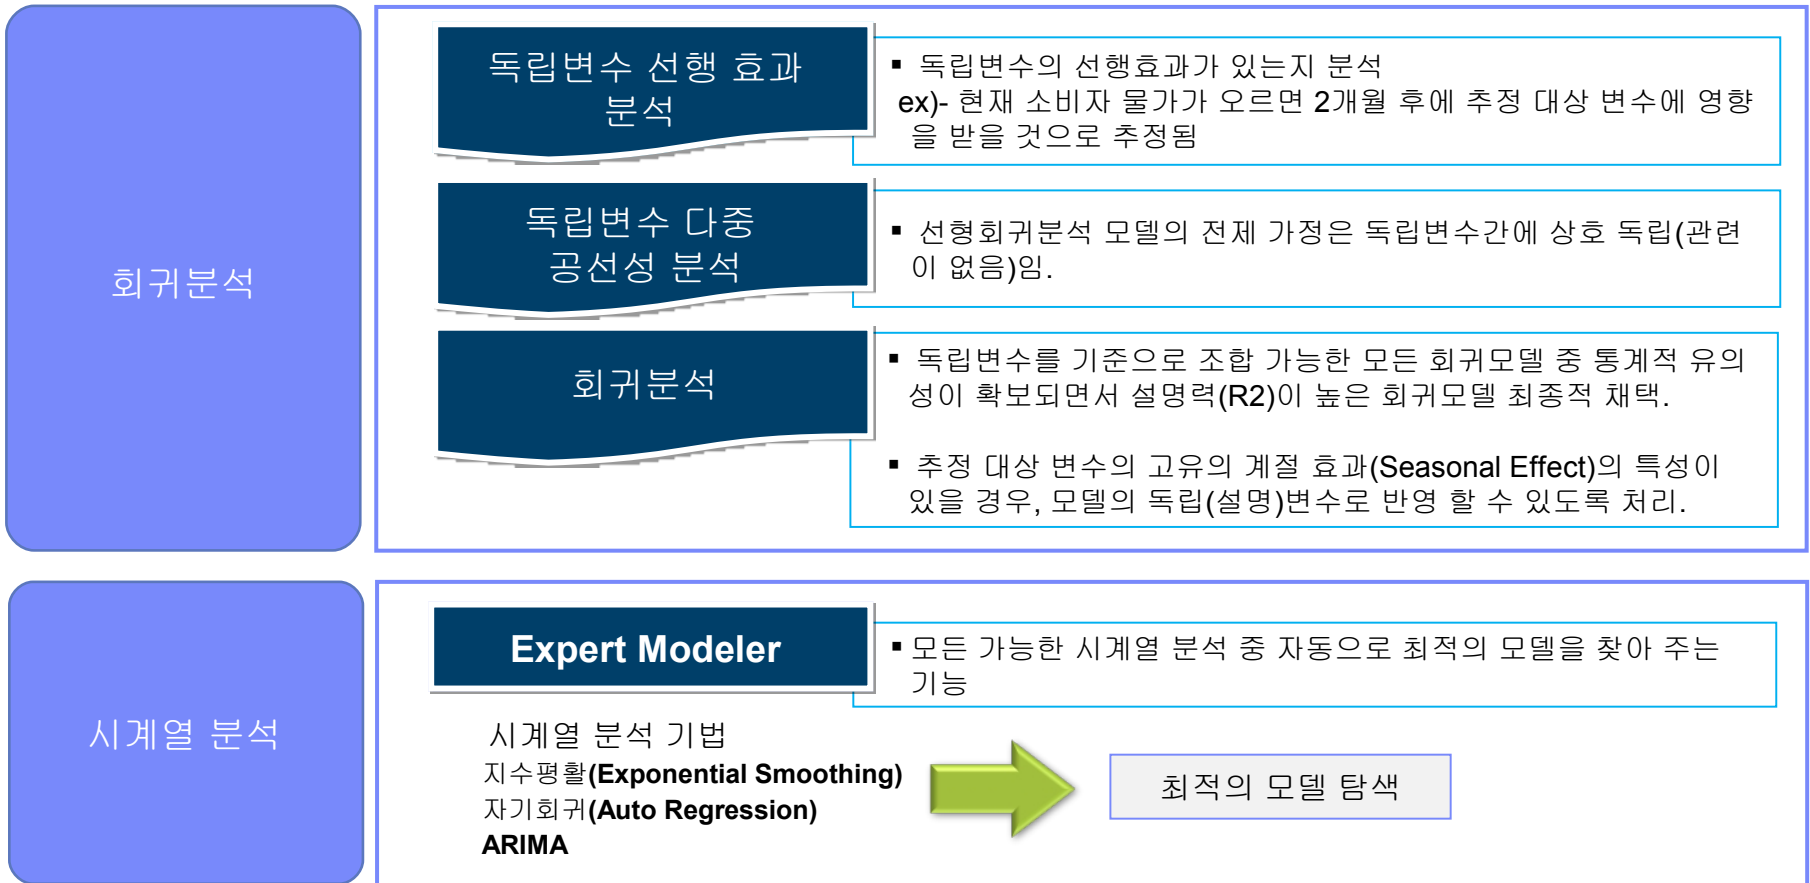 회귀분석
독립변수 선행 효과
분석
▪ 독립변수의 선행효과가 있는지 분석
ex)- 현재 소비자 물가가 오르면 2개월 후에 추정 대상 변수에 영향
을 받을 것으로 추정됨
독립변수 다중
공선성 분석
▪ 선형회귀분석 모델의 전제 가정은 독립변수간에 상호 독립(관련
이 없음)임.
회귀분석
▪ 독립변수를 기준으로 조합 가능한 모든 회귀모델 중 통계적 유의
성이 확보되면서 설명력(R2)이 높은 회귀모델 최종적 채택.
▪ 추정 대상 변수의 고유의 계절 효과(Seasonal Effect)의 특성이
있을 경우, 모델의 독립(설명)변수로 반영 할 수 있도록 처리.
시계열 분석
Expert Modeler
▪ 모든 가능한 시계열 분석 중 자동으로 최적의 모델을 찾아 주는
기능
시계열 분석 기법
지수평활(Exponential Smoothing)
자기회귀(Auto Regression)
ARIMA
최적의 모델 탐색